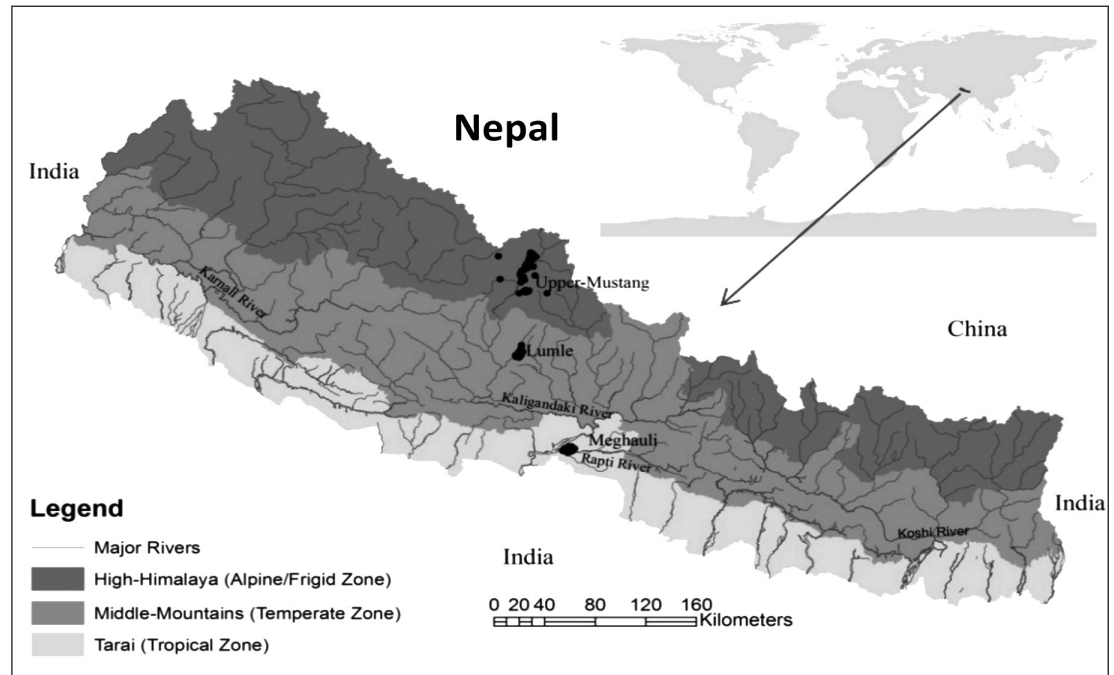 Nepal
India
Upper-Mustang
Karnall River
China
Lumle
Kaligandaki River
Meghauli
Rapti River
India
Koshi River
India
Legend
Major Rivers
High-Himalaya (Alpine/Frigid Zone)
Middle-Mountains (Temperate Zone)
Tarai (Tropical Zone)
0 20 40 80 120 160
Kilometers